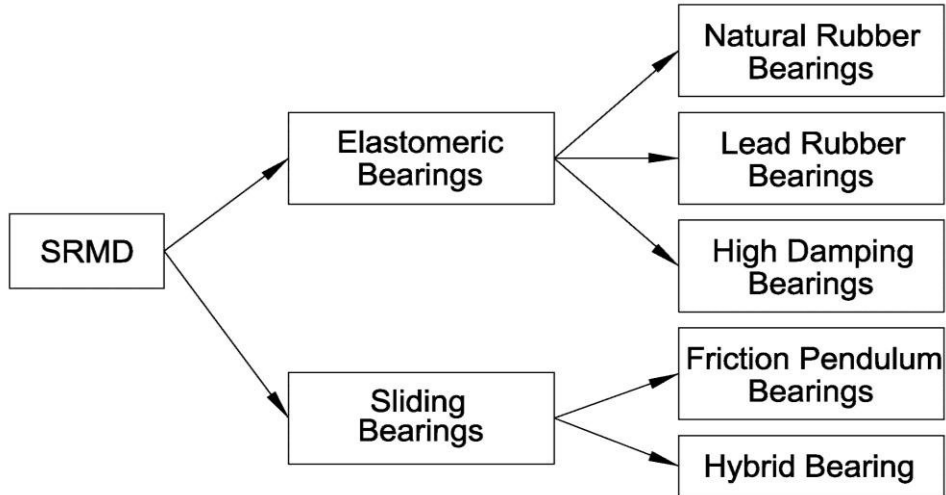 SRMD
Elastomeric
Bearings
Sliding
Bearings
Natural Rubber
Bearings
Lead Rubber
Bearings
High Damping
Bearings
Friction Pendulum
Bearings
Hybrid Bearing